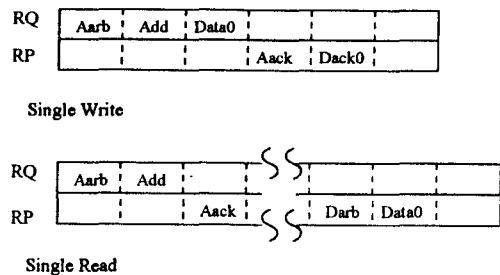 RQ Aarb Add Data0
RP Aack Dack0
Single Write
RQ Aarb Add
RP Aack Darb Data0
Single Read